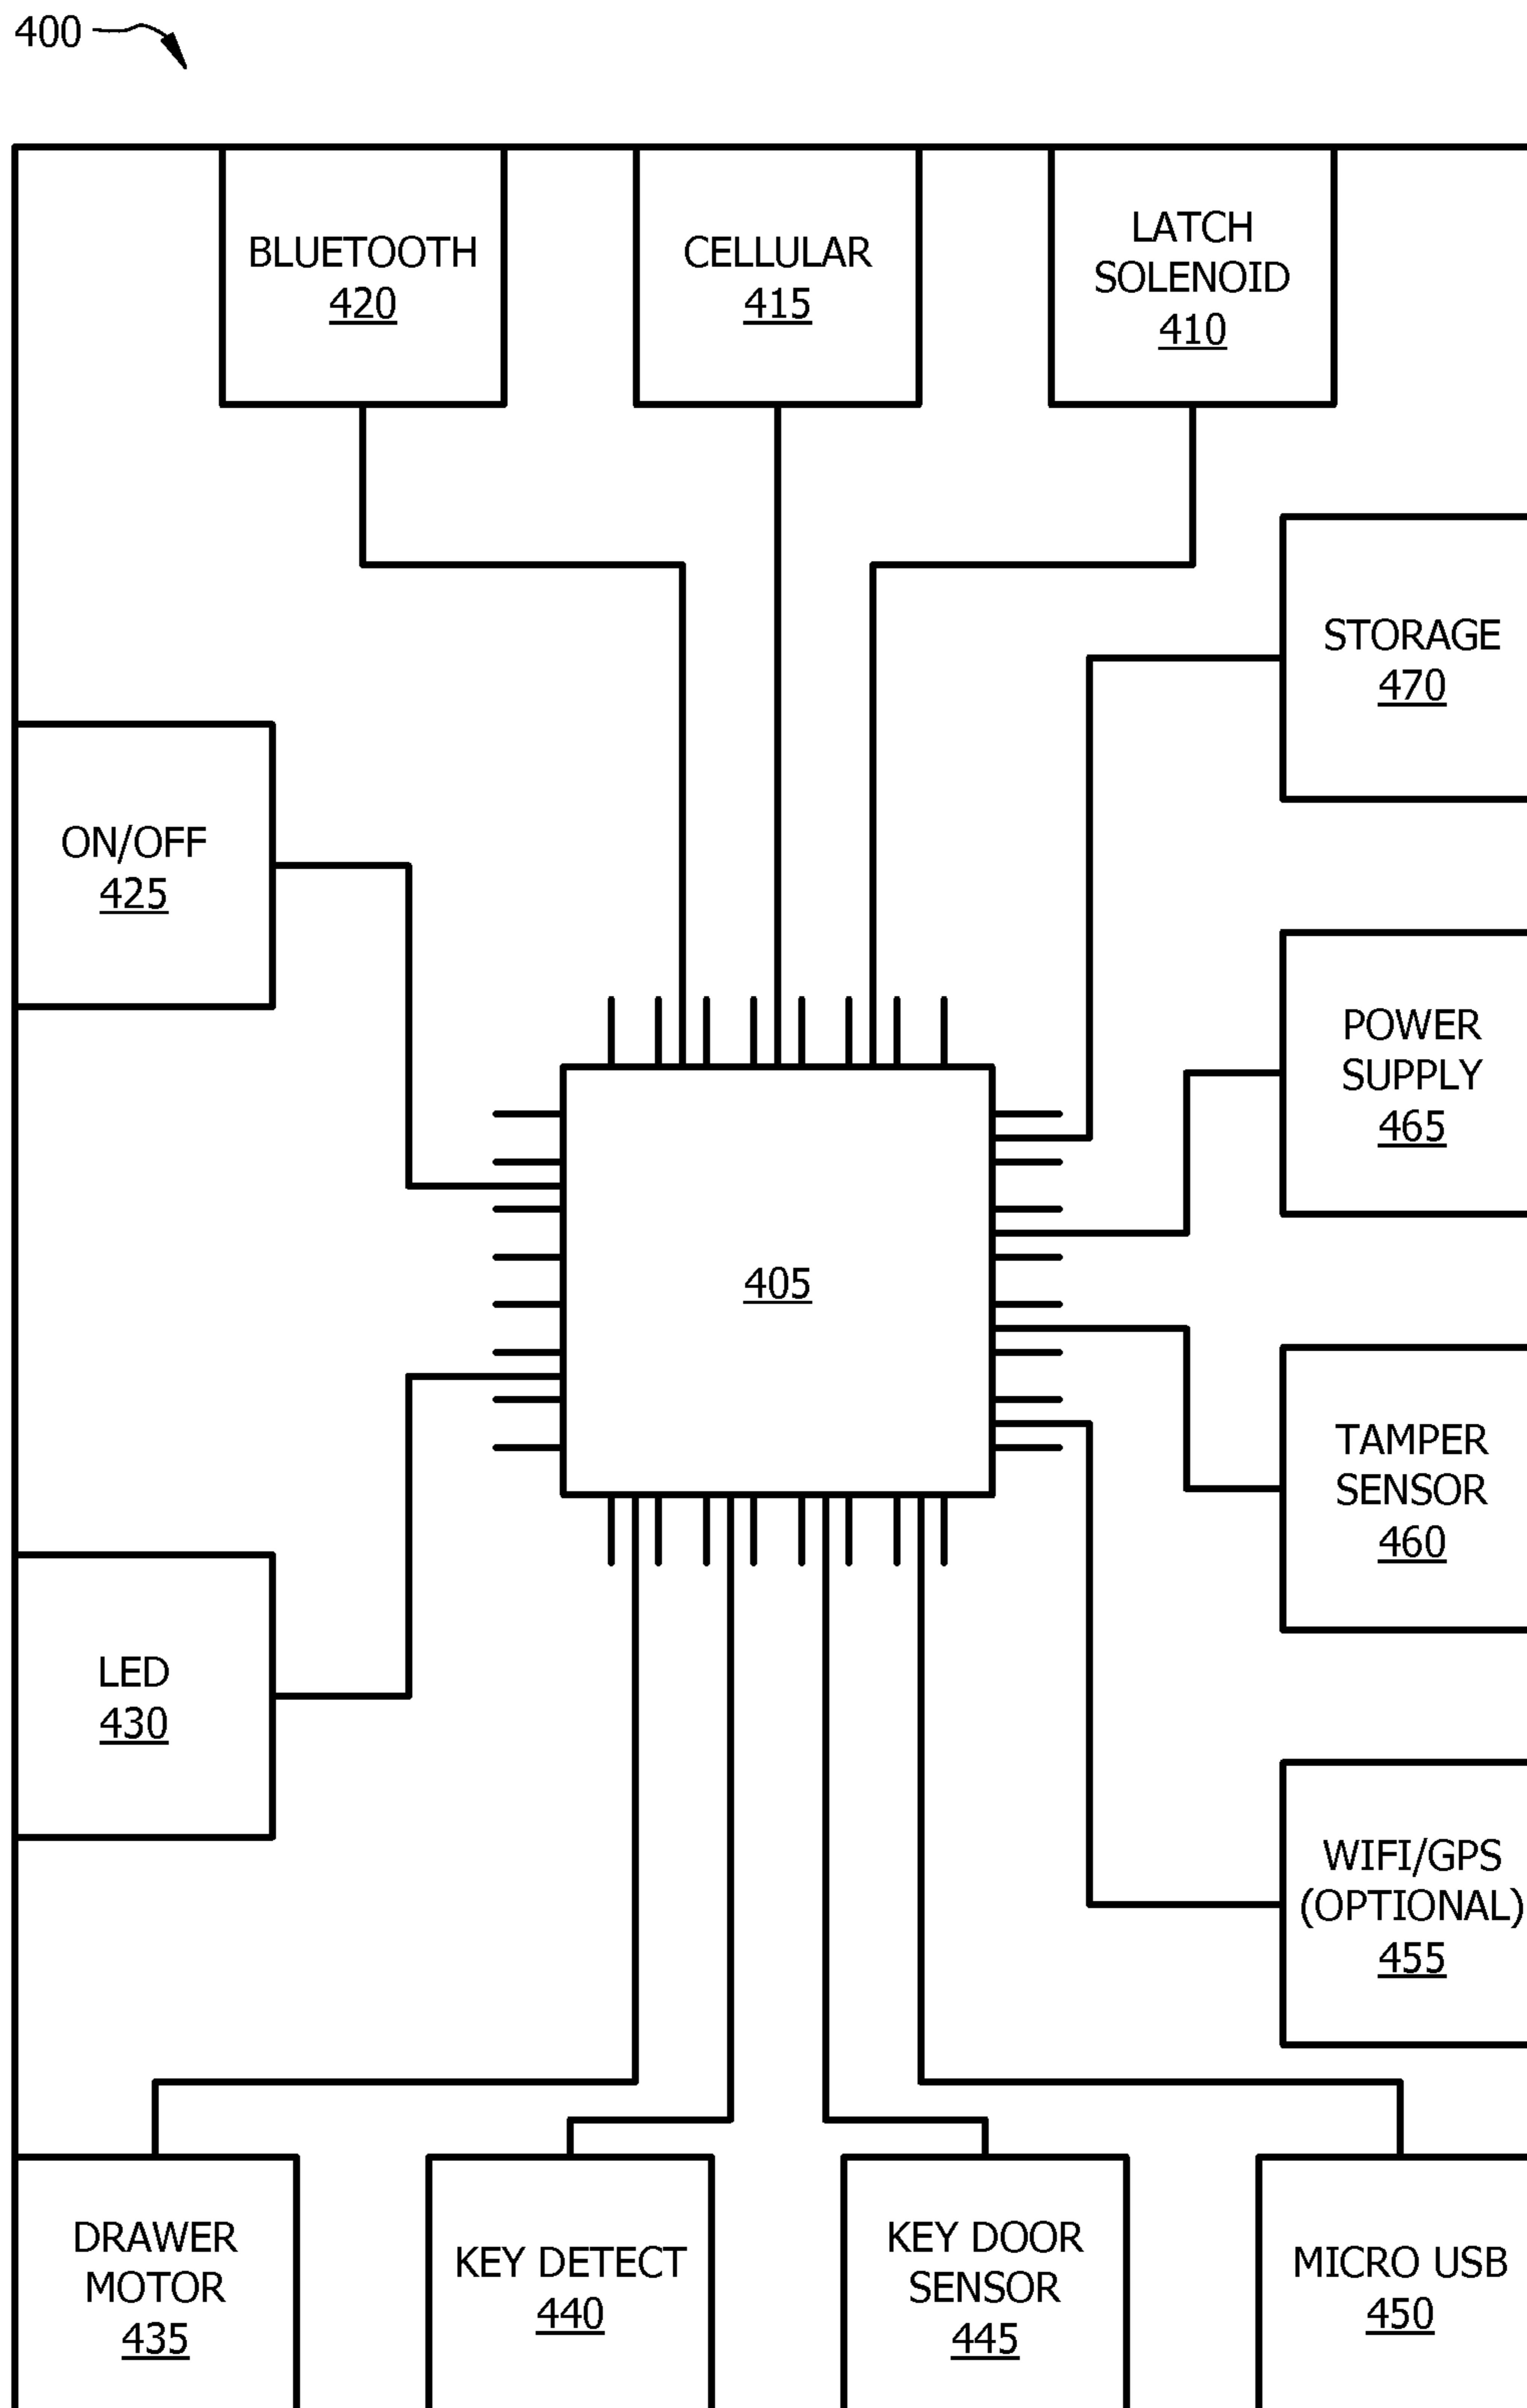 400
BLUETOOTH
420
CELLULAR
415
LATCH
SOLENOID
410
STORAGE
470
ON/OFF
425
POWER
SUPPLY
465
405
TAMPER
SENSOR
460
LED
430
WIFI/GPS
(OPTIONAL)
455
DRAWER
MOTOR
435
KEY DETECT
440
KEY DOOR
SENSOR
445
MICRO USB
450